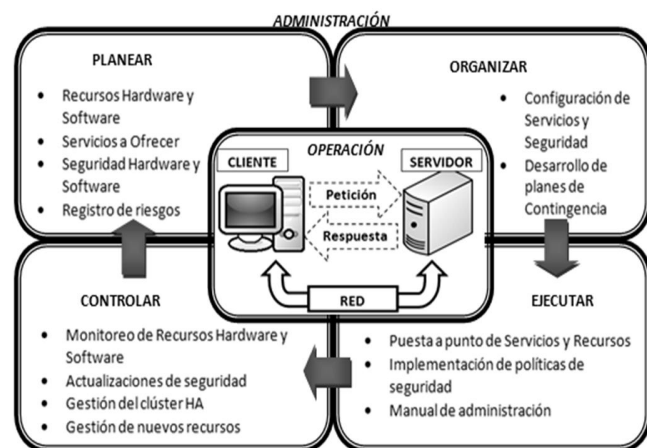 ADMINISTRACIÓN
PLANEAR
• Recursos Hardware y
Software
• Servicios a Ofrecer
• Seguridad Hardware y
Software
• Registro de riesgos
ORGANIZAR
• Configuración de
Servicios y
Seguridad
• Desarrollo de
planes de
Contingencia
OPERACIÓN
CLIENTE
SERVIDOR
Petición
Respuesta
RED
CONTROLAR
• Monitoreo de Recursos Hardware y
Software
• Actualizaciones de seguridad
• Gestión del clúster HA
• Gestión de nuevos recursos
EJECUTAR
• Puesta a punto de Servicios y Recursos
• Implementación de políticas de
seguridad
• Manual de administración